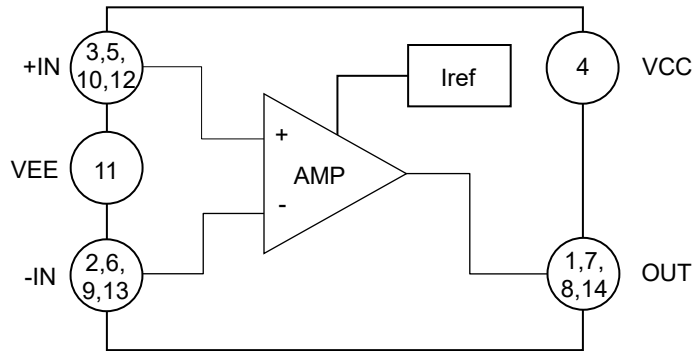 +IN
3,5,
10,12
Iref
4
VCC
+
AMP
-
VEE
11
-IN
2,6,
9,13
1,7,
8,14
OUT